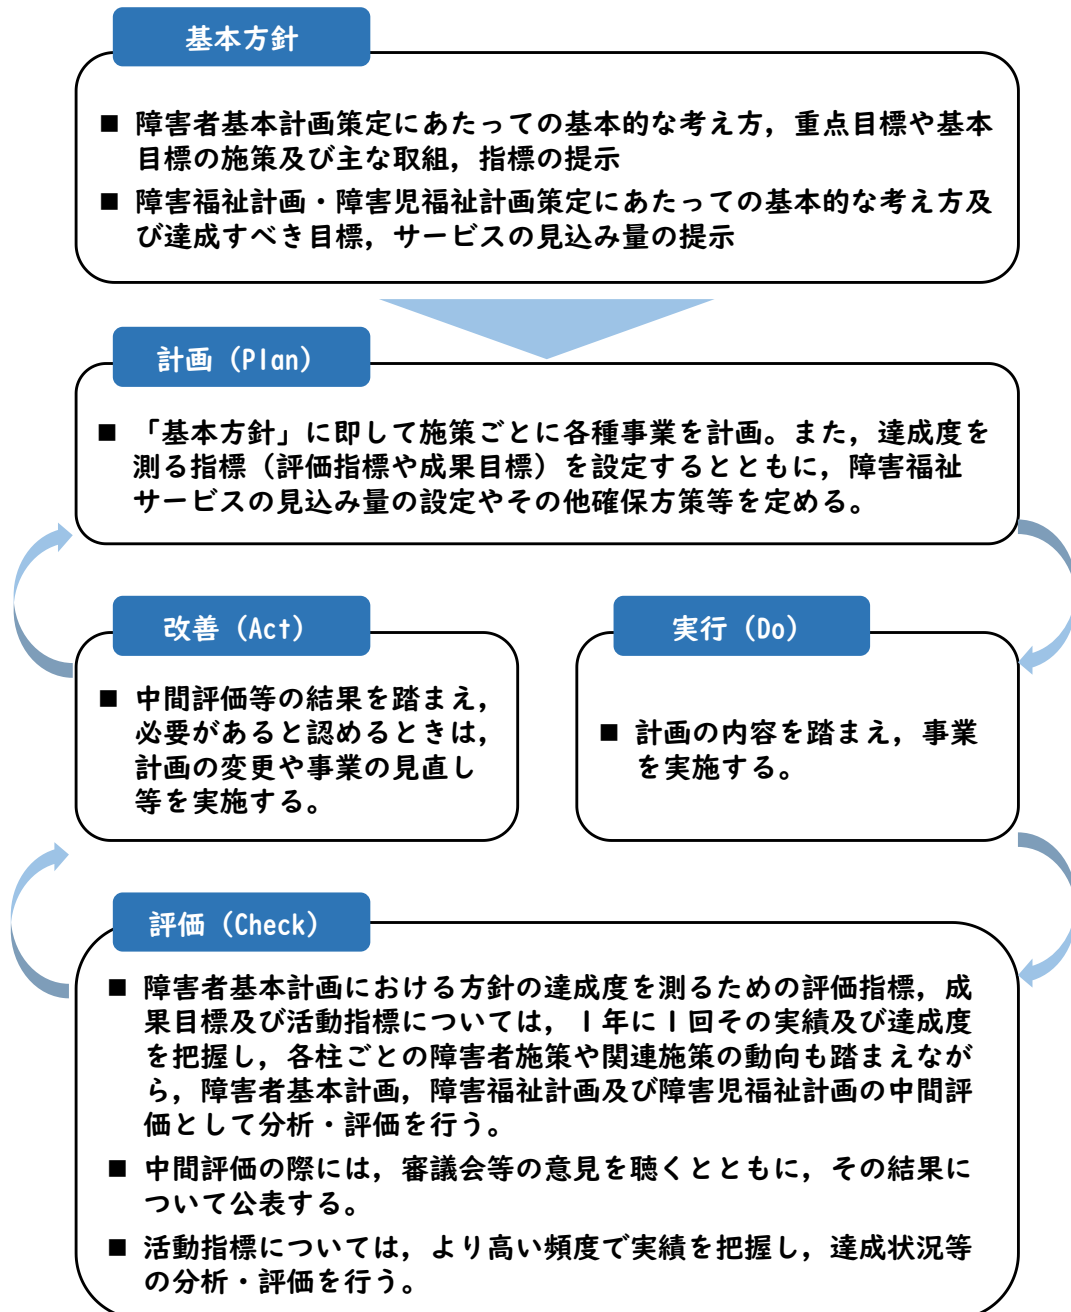 基本方針
■ 障害者基本計画策定にあたっての基本的な考え方，重点目標や基本
目標の施策及び主な取組，指標の提示
■ 障害福祉計画・障害児福祉計画策定にあたっての基本的な考え方及
び達成すべき目標，サービスの見込み量の提示
計画（Plan）
■ 「基本方針」に即して施策ごとに各種事業を計画。また，達成度を
測る指標（評価指標や成果目標）を設定するとともに，障害福祉
サービスの見込み量の設定やその他確保方策等を定める。
改善（Act）
■ 中間評価等の結果を踏まえ，
必要があると認めるときは，
計画の変更や事業の見直し
等を実施する。
実行（Do）
■ 計画の内容を踏まえ，事業
を実施する。
評価（Check）
■ 障害者基本計画における方針の達成度を測るための評価指標，成
果目標及び活動指標については，１年に１回その実績及び達成度
を把握し，各柱ごとの障害者施策や関連施策の動向も踏まえなが
ら，障害者基本計画，障害福祉計画及び障害児福祉計画の中間評
価として分析・評価を行う。
■ 中間評価の際には，審議会等の意見を聴くとともに，その結果に
ついて公表する。
■ 活動指標については，より高い頻度で実績を把握し，達成状況等
の分析・評価を行う。